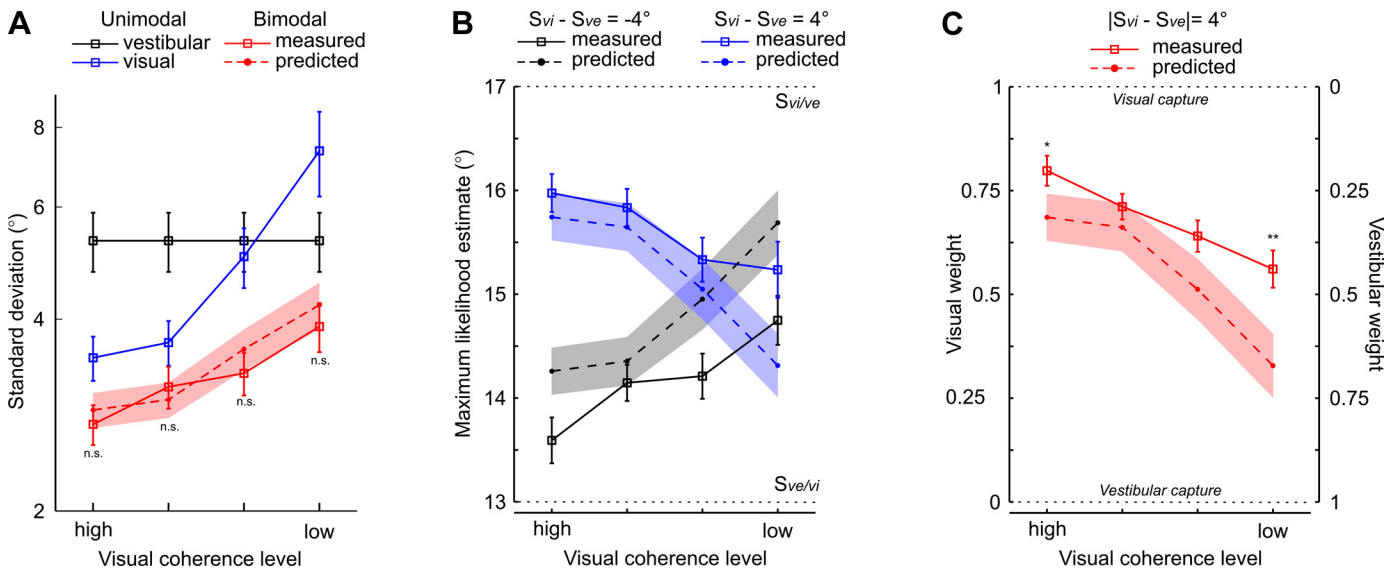 A
Unimodal
Bimodal
vestibular
measured
visual
predicted
Standard deviation (°)
8
6
4
2
n.s.
n.s.
n.s.
n.s.
high
low
Visual coherence level
B
Svi - Sve = -4°
Svi - Sve = 4°
measured
measured
predicted
predicted
Maximum likelihood estimate (°)
17
16
15
14
13
Svi/ve
Sve/vi
high
low
Visual coherence level
C
|Svi - Sve|= 4°
measured
predicted
Visual weight
1
0.75
0.5
0.25
0
Visual capture
*
**
Vestibular capture
0
0.25
0.5
0.75
1
Vestibular weight
high
low
Visual coherence level